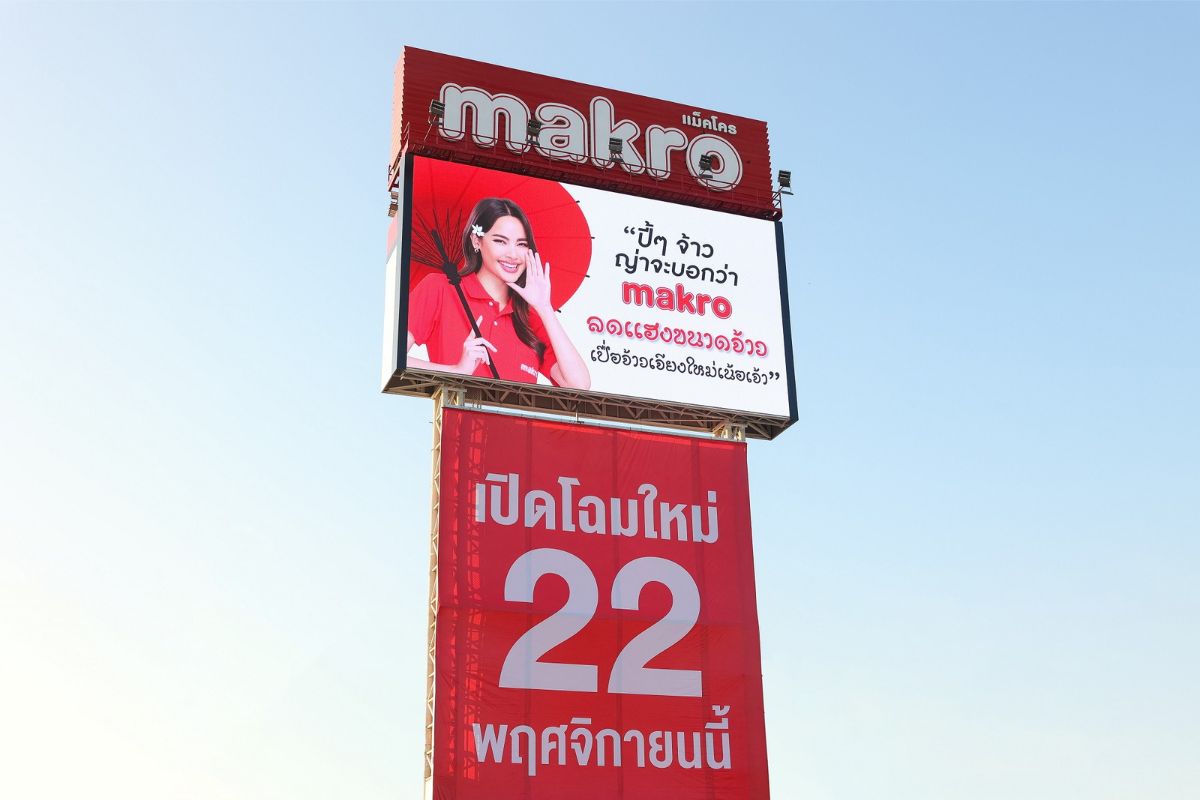 makro
แม็คโคร
“ปี้ๆ จ้าว
ญ่าจะบอกว่า
makro
ลดแฮงขนาดจ้าว
เปื่อจ้าวเจียงใหม่เน้อเจ้า”
makro
เปิดโฉมใหม่
22
พฤศจิกายนนี้